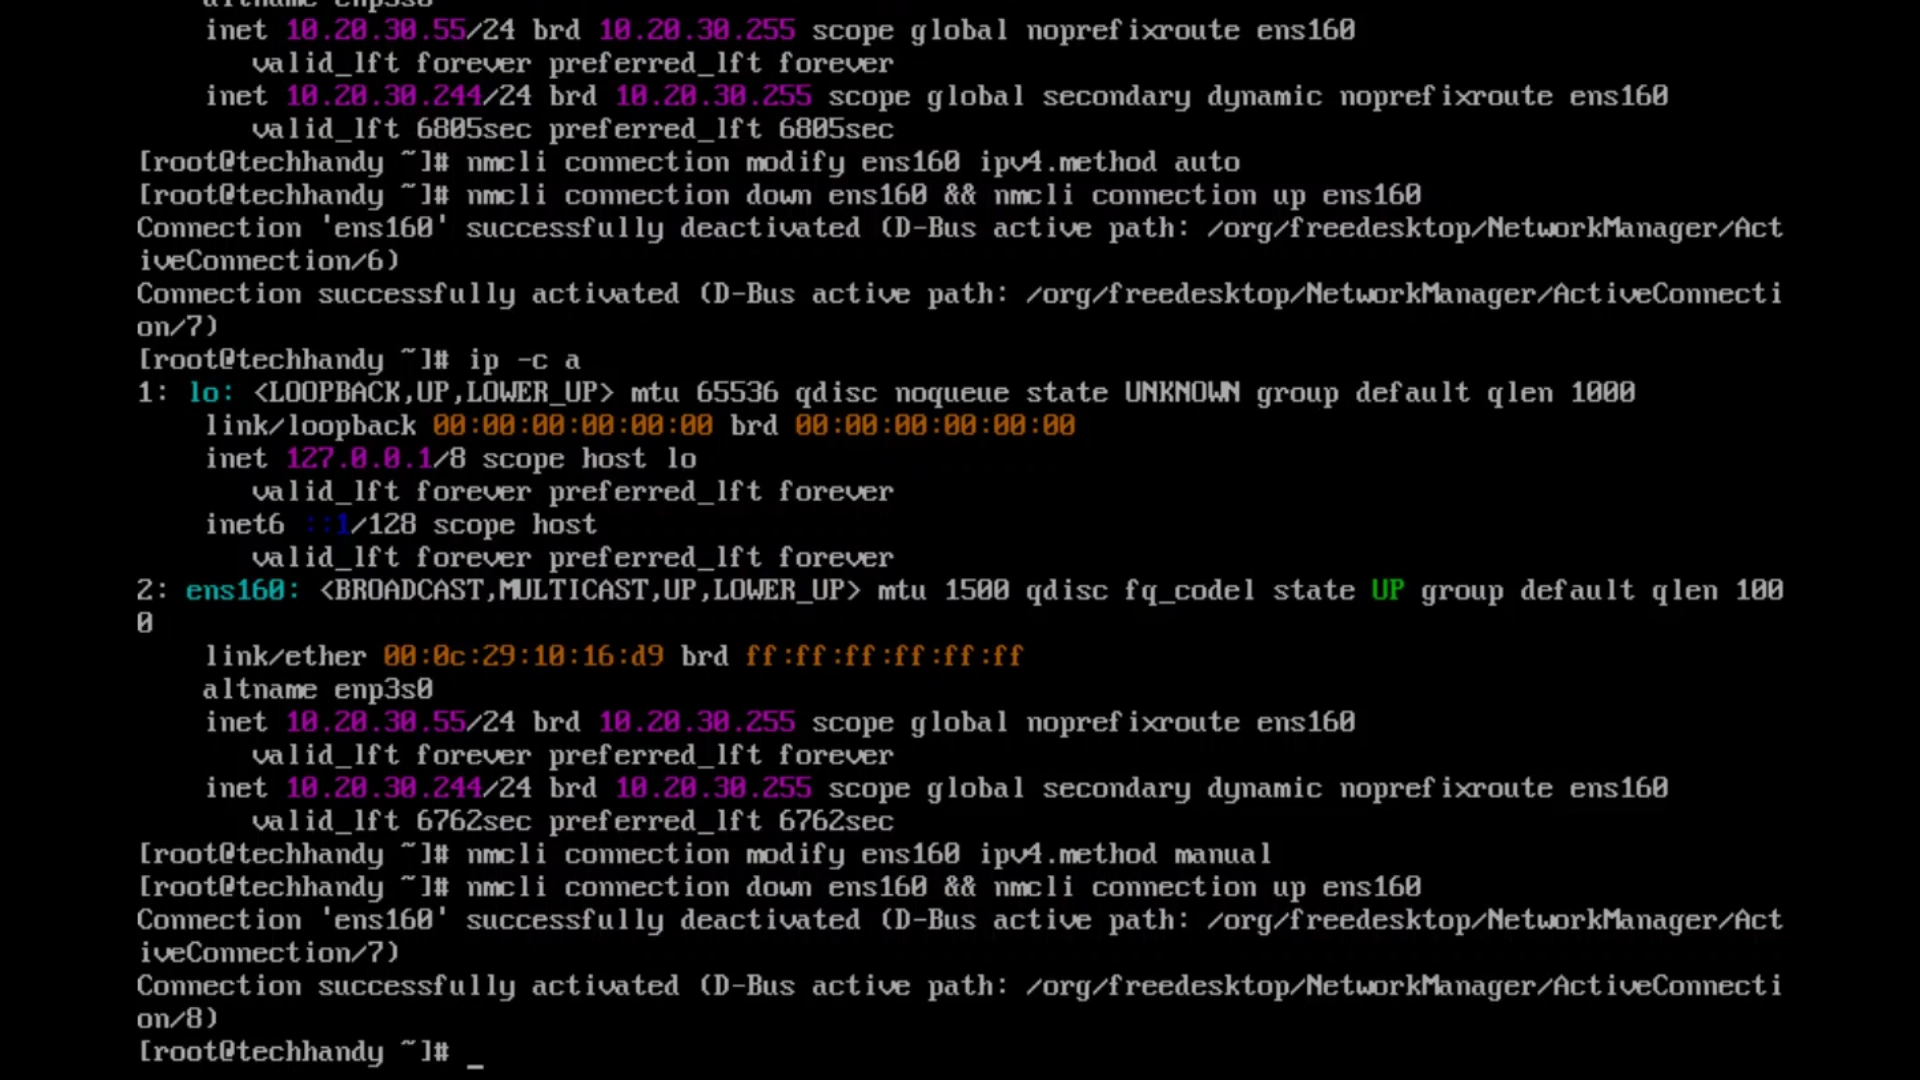 altname enp3s0
inet 10.20.30.55/24 brd 10.20.30.255 scope global noprefixroute ens160
valid_lft forever preferred_lft forever
inet 10.20.30.244/24 brd 10.20.30.255 scope global secondary dynamic noprefixroute ens160
valid_lft 6805sec preferred_lft 6805sec
[root@techhandy ~]# nmcli connection modify ens160 ipv4.method auto
[root@techhandy ~]# nmcli connection down ens160 && nmcli connection up ens160
Connection 'ens160' successfully deactivated (D-Bus active path: /org/freedesktop/NetworkManager/Act
iveConnection/6)
Connection successfully activated (D-Bus active path: /org/freedesktop/NetworkManager/ActiveConnecti
on/7)
[root@techhandy ~]# ip -c a
1: lo: <LOOPBACK,UP,LOWER_UP> mtu 65536 qdisc noqueue state UNKNOWN group default qlen 1000
link/loopback 00:00:00:00:00:00 brd 00:00:00:00:00:00
inet 127.0.0.1/8 scope host lo
valid_lft forever preferred_lft forever
inet6 ::1/128 scope host
valid_lft forever preferred_lft forever
2: ens160: <BROADCAST,MULTICAST,UP,LOWER_UP> mtu 1500 qdisc fq_codel state UP group default qlen 100
0
link/ether 00:0c:29:10:16:d9 brd ff:ff:ff:ff:ff:ff
altname enp3s0
inet 10.20.30.55/24 brd 10.20.30.255 scope global noprefixroute ens160
valid_lft forever preferred_lft forever
inet 10.20.30.244/24 brd 10.20.30.255 scope global secondary dynamic noprefixroute ens160
valid_lft 6762sec preferred_lft 6762sec
[root@techhandy ~]# nmcli connection modify ens160 ipv4.method manual
[root@techhandy ~]# nmcli connection down ens160 && nmcli connection up ens160
Connection 'ens160' successfully deactivated (D-Bus active path: /org/freedesktop/NetworkManager/Act
iveConnection/7)
Connection successfully activated (D-Bus active path: /org/freedesktop/NetworkManager/ActiveConnecti
on/8)
[root@techhandy ~]# _